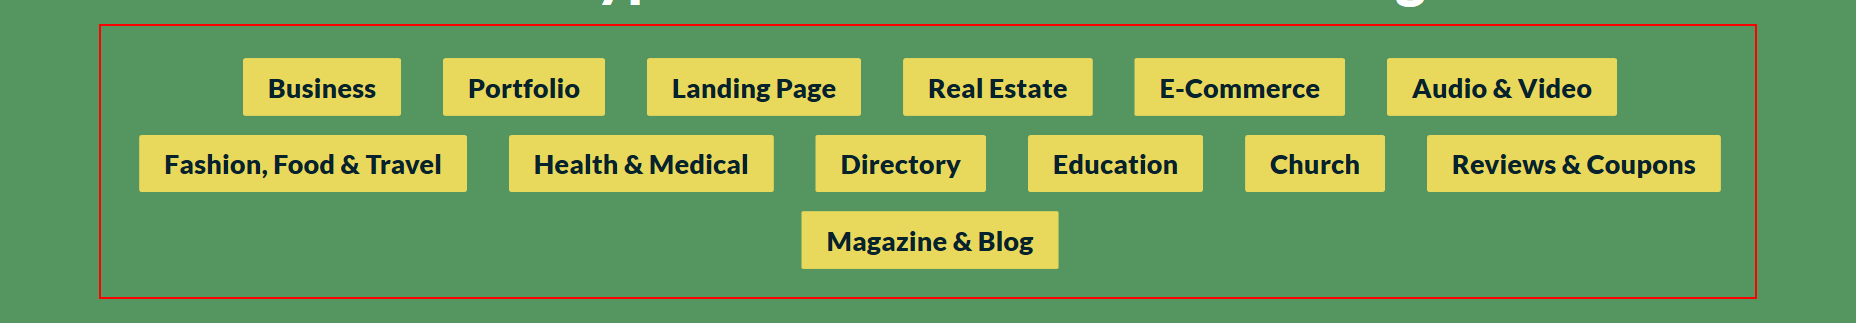 Business Portfolio Landing Page Real Estate E-Commerce Audio & Video
Fashion, Food & Travel Health & Medical Directory Education Church Reviews & Coupons
Magazine & Blog